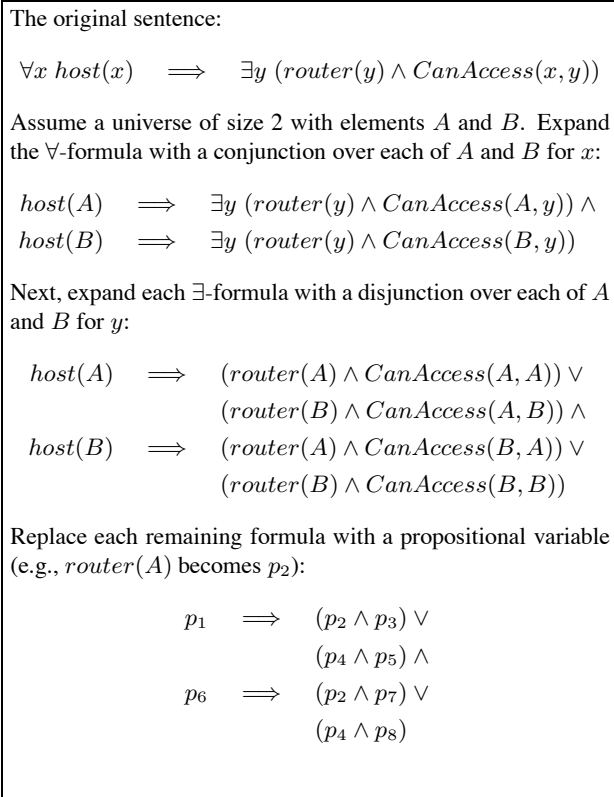 The original sentence:
∀x host(x) ⟹ ∃y (router(y) ∧ CanAccess(x, y))
Assume a universe of size 2 with elements A and B. Expand
the ∀-formula with a conjunction over each of A and B for x:
host(A) ⟹ ∃y (router(y) ∧ CanAccess(A, y)) ∧
host(B) ⟹ ∃y (router(y) ∧ CanAccess(B, y))
Next, expand each ∃-formula with a disjunction over each of A
and B for y:
host(A) ⟹ (router(A) ∧ CanAccess(A, A)) ∨
(router(B) ∧ CanAccess(A, B)) ∧
host(B) ⟹ (router(A) ∧ CanAccess(B, A)) ∨
(router(B) ∧ CanAccess(B, B))
Replace each remaining formula with a propositional variable
(e.g., router(A) becomes p₂):
p₁ ⟹ (p₂ ∧ p₃) ∨
(p₄ ∧ p₅) ∧
p₆ ⟹ (p₂ ∧ p₇) ∨
(p₄ ∧ p₈)